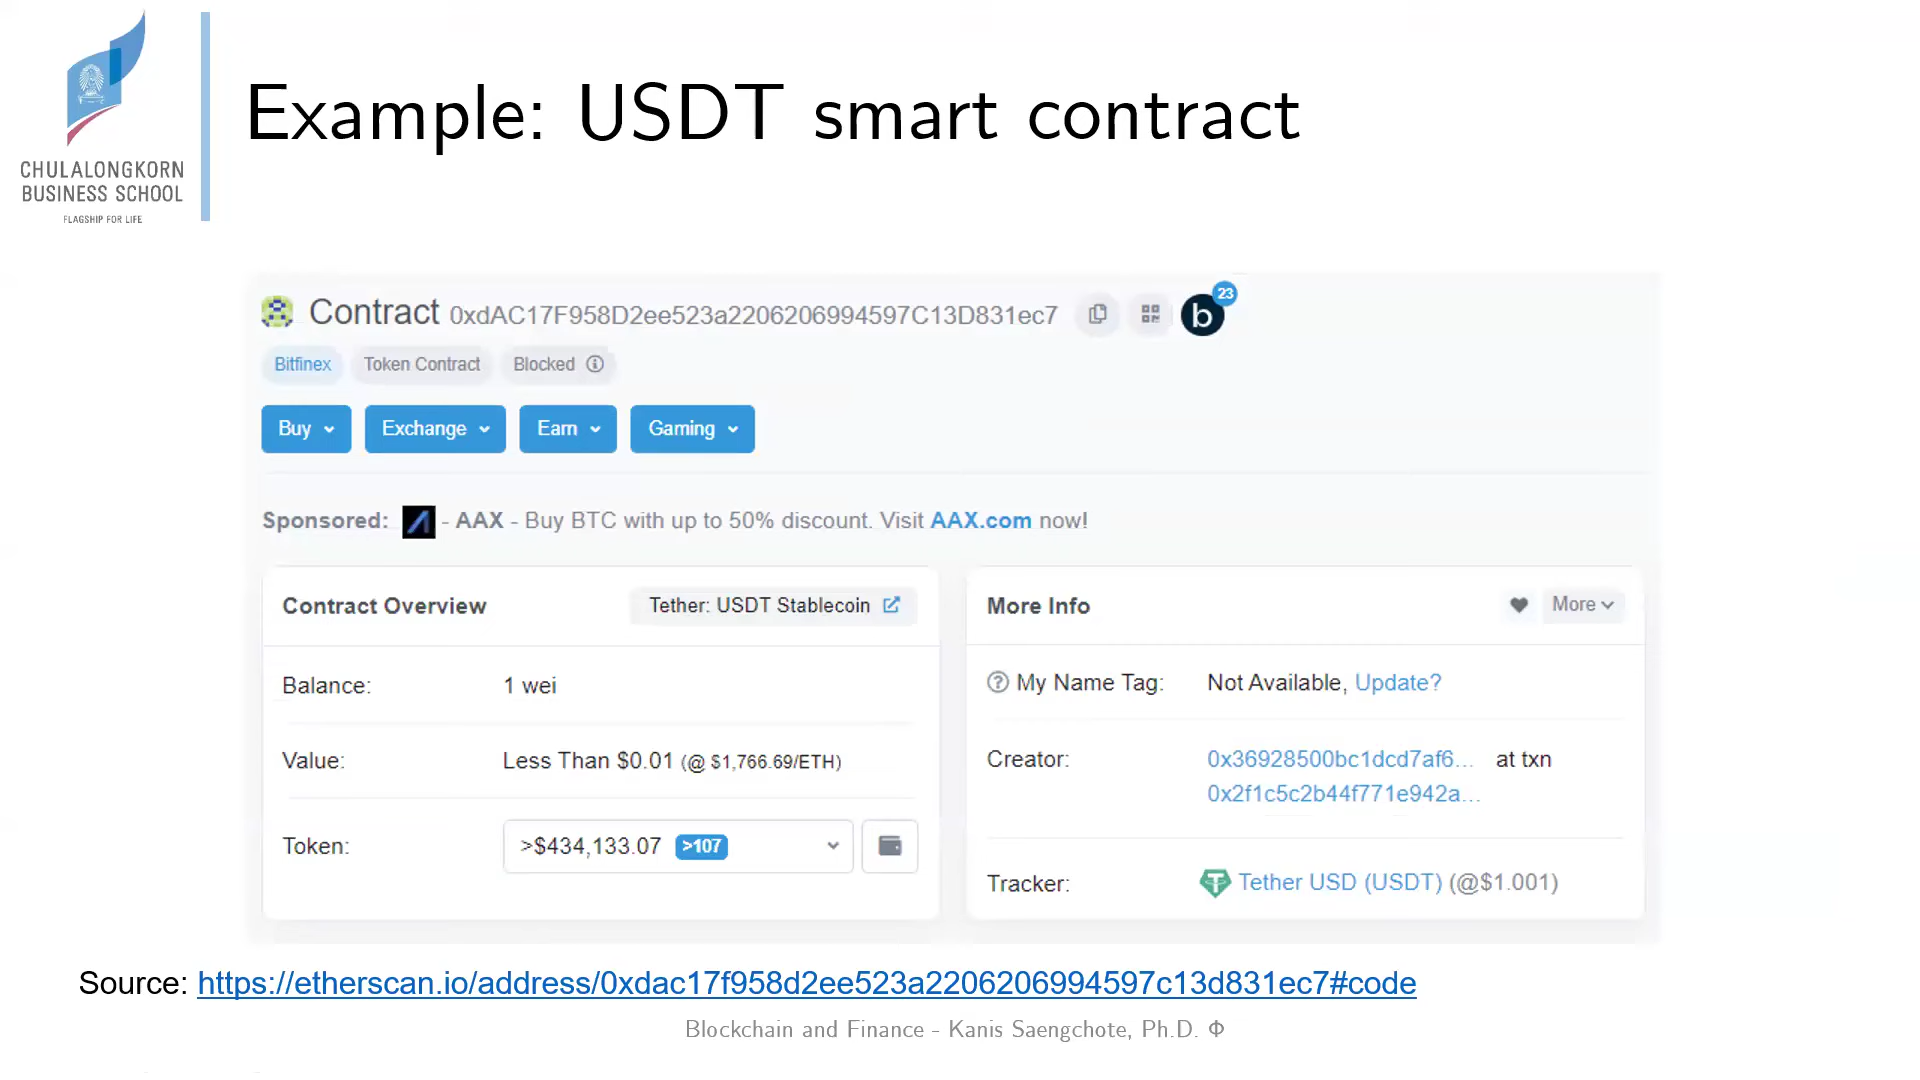 CHULALONGKORN
BUSINESS SCHOOL
FLAGSHIP FOR LIFE
Example: USDT smart contract
Contract 0xdAC17F958D2ee523a2206206994597C13D831ec7
b
23
Bitfinex
Token Contract
Blocked
Buy
Exchange
Earn
Gaming
Sponsored: - AAX - Buy BTC with up to 50% discount. Visit AAX.com now!
Contract Overview
Tether: USDT Stablecoin
Balance:
1 wei
Value:
Less Than $0.01 (@ $1,766.69/ETH)
Token:
>$434,133.07 >107
More Info
More
My Name Tag:
Not Available, Update?
Creator:
0x36928500bc1dcd7af6... at txn
0x2f1c5c2b44f771e942a...
Tracker:
Tether USD (USDT) (@$1.001)
Source: https://etherscan.io/address/0xdac17f958d2ee523a2206206994597c13d831ec7#code
Blockchain and Finance - Kanis Saengchote, Ph.D. Φ